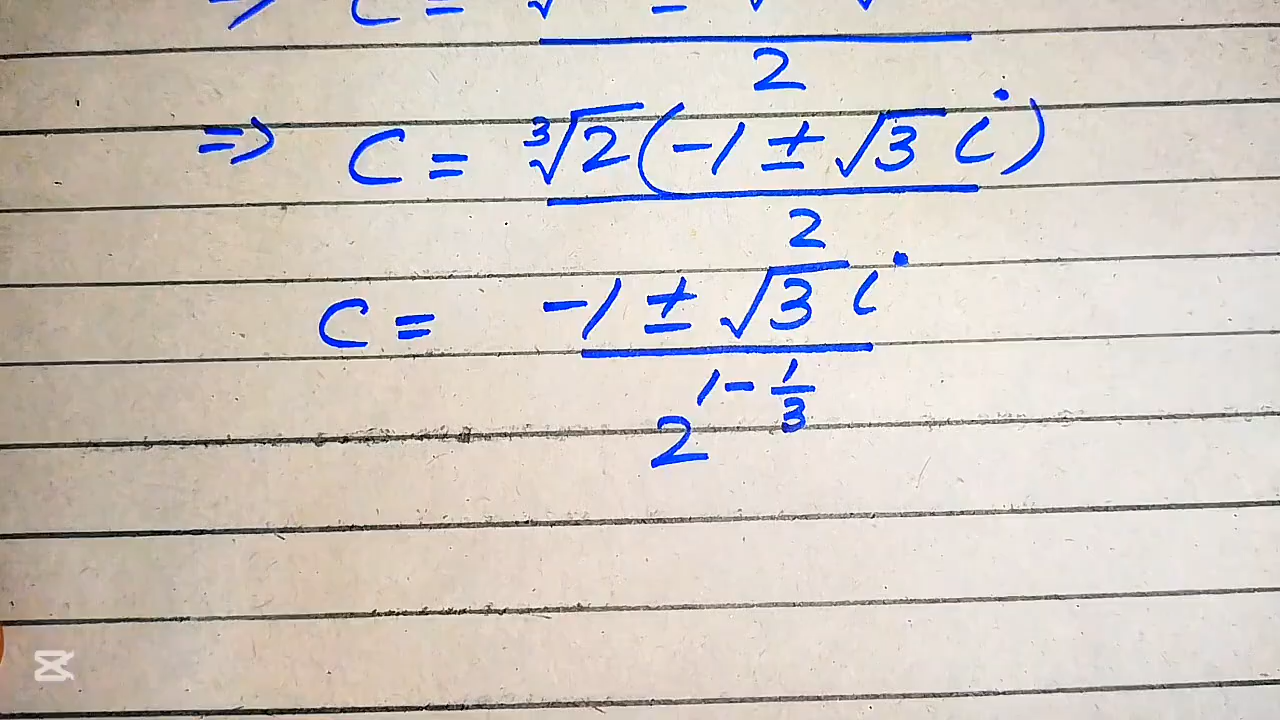 => C =
2
=> C = ∛2(-1 ± √3 i)
2
C = -1 ± √3 i
2^(1 - 1/3)